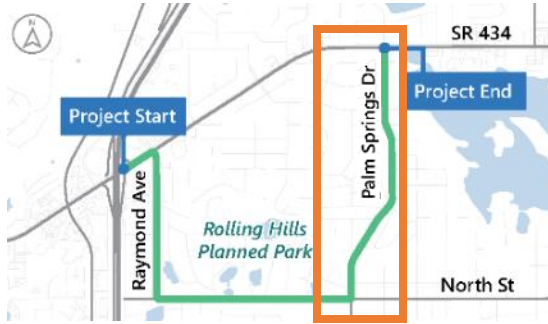 N
SR 434
Project Start
Palm Springs Dr
Project End
Raymond Ave
Rolling Hills
Planned Park
North St